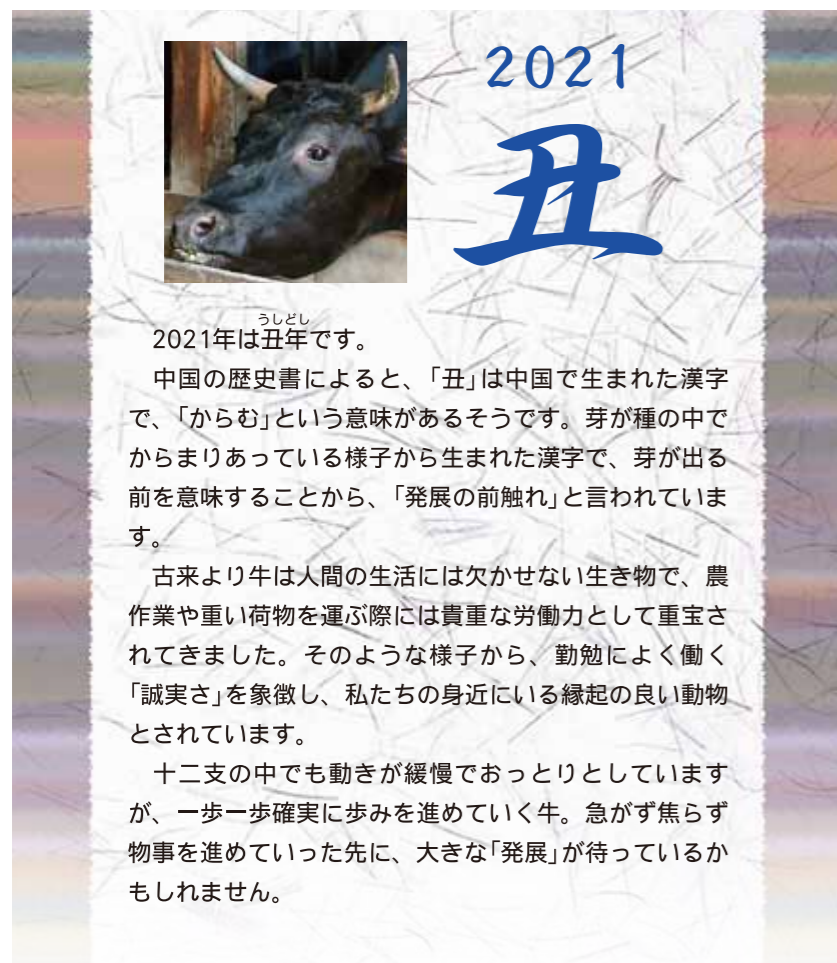 2021
丑
うしどし
2021年は丑年です。
中国の歴史書によると、「丑」は中国で生まれた漢字
で、「からむ」という意味があるそうです。芽が種の中で
からまりあっている様子から生まれた漢字で、芽が出る
前を意味することから、「発展の前触れ」と言われていま
す。
古来より牛は人間の生活には欠かせない生き物で、農
作業や重い荷物を運ぶ際には貴重な労働力として重宝さ
れてきました。そのような様子から、勤勉によく働く
「誠実さ」を象徴し、私たちの身近にいる縁起の良い動物
とされています。
十二支の中でも動きが緩慢でおっとりとしています
が、一歩一歩確実に歩みを進めていく牛。急がず焦らず
物事を進めていった先に、大きな「発展」が待っているか
もしれません。